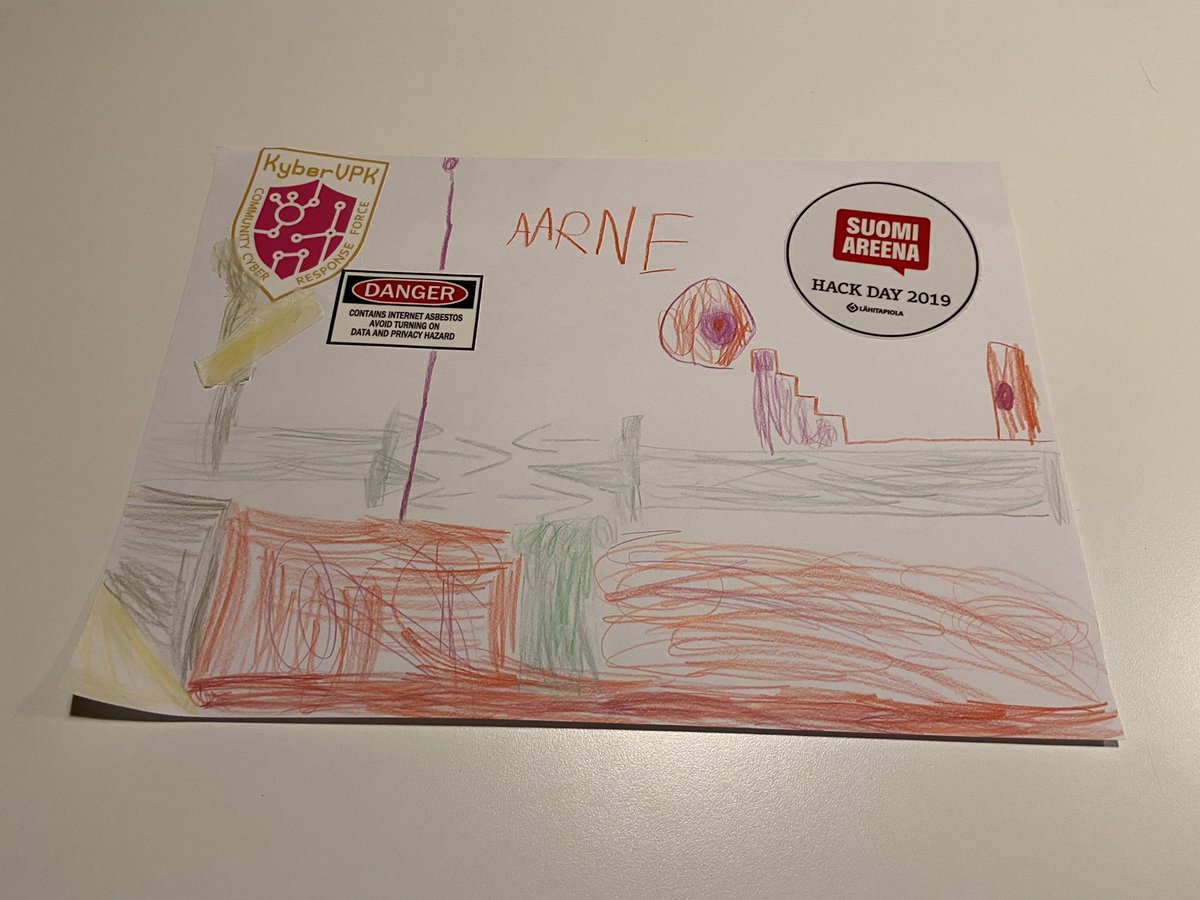 KyberVPK
COMMUNITY CYBER RESPONSE FORCE
AARNE
SUOMI
AREENA
HACK DAY 2019
LÄHITAPIOLA
DANGER
CONTAINS INTERNET ASBESTOS
AVOID TURNING ON
DATA AND PRIVACY HAZARD